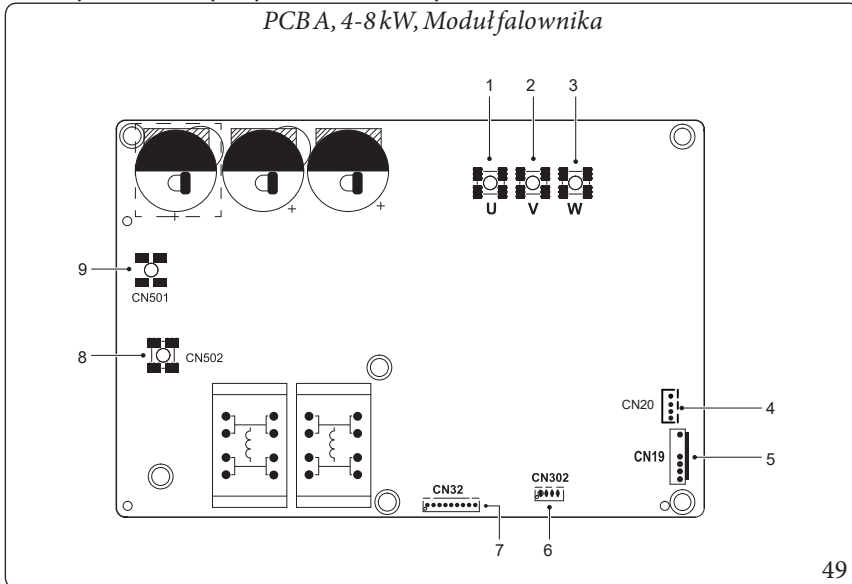 PCB A, 4-8 kW, Moduł falownika
1 2 3
U V W
9
CN501
8 CN502
CN20 4
CN19 5
CN302
CN32
7 6
49